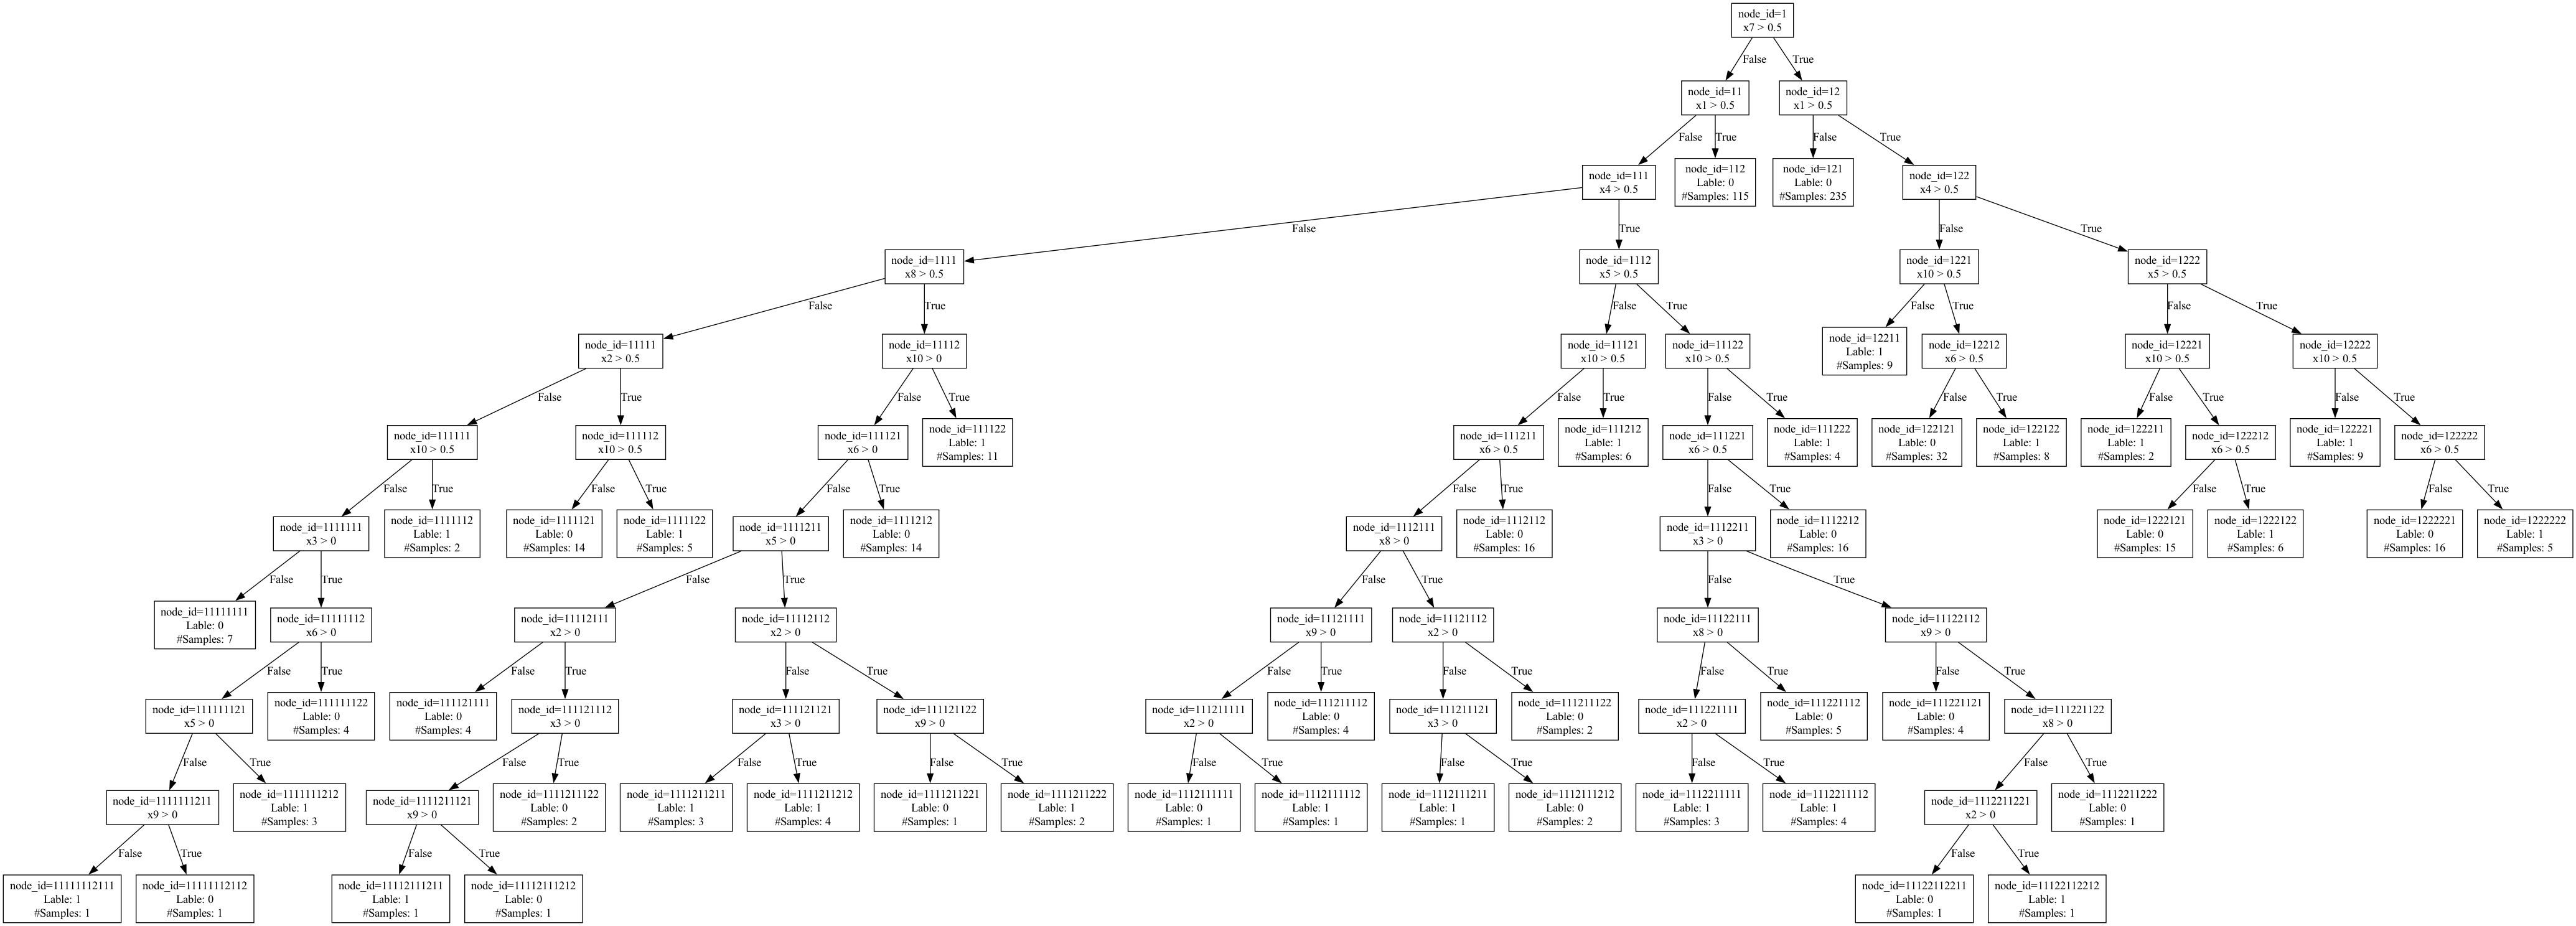 node_id=1
x7 > 0.5
False
True
node_id=11
x1 > 0.5
node_id=12
x1 > 0.5
False
True
False
True
node_id=111
x4 > 0.5
node_id=112
Lable: 0
#Samples: 115
node_id=121
Lable: 0
#Samples: 235
node_id=122
x4 > 0.5
False
True
False
True
node_id=1111
x8 > 0.5
node_id=1112
x5 > 0.5
node_id=1221
x10 > 0.5
node_id=1222
x5 > 0.5
False
True
False
True
False
True
False
True
node_id=11111
x2 > 0.5
node_id=11112
x10 > 0
node_id=11121
x10 > 0.5
node_id=11122
x10 > 0.5
node_id=12211
Lable: 1
#Samples: 9
node_id=12212
x6 > 0.5
node_id=12221
x10 > 0.5
node_id=12222
x10 > 0.5
False
True
False
True
False
True
False
True
False
True
False
True
False
True
node_id=111111
x10 > 0.5
node_id=111112
x10 > 0.5
node_id=111121
x6 > 0
node_id=111122
Lable: 1
#Samples: 11
node_id=111211
x6 > 0.5
node_id=111212
Lable: 1
#Samples: 6
node_id=111221
x6 > 0.5
node_id=111222
Lable: 1
#Samples: 4
node_id=122121
Lable: 0
#Samples: 32
node_id=122122
Lable: 1
#Samples: 8
node_id=122211
Lable: 1
#Samples: 2
node_id=122212
x6 > 0.5
node_id=122221
Lable: 1
#Samples: 9
node_id=122222
x6 > 0.5
False
True
False
True
False
True
False
True
False
True
False
True
False
True
node_id=1111111
x3 > 0
node_id=1111112
Lable: 1
#Samples: 2
node_id=1111121
Lable: 0
#Samples: 14
node_id=1111122
Lable: 1
#Samples: 5
node_id=1111211
x5 > 0
node_id=1111212
Lable: 0
#Samples: 14
node_id=1112111
x8 > 0
node_id=1112112
Lable: 0
#Samples: 16
node_id=1112211
x3 > 0
node_id=1112212
Lable: 0
#Samples: 16
node_id=1222121
Lable: 0
#Samples: 15
node_id=1222122
Lable: 1
#Samples: 6
node_id=1222221
Lable: 0
#Samples: 16
node_id=1222222
Lable: 1
#Samples: 5
False
True
False
True
False
True
False
True
node_id=11111111
Lable: 0
#Samples: 7
node_id=11111112
x6 > 0
node_id=11112111
x2 > 0
node_id=11112112
x2 > 0
node_id=11121111
x9 > 0
node_id=11121112
x2 > 0
node_id=11122111
x8 > 0
node_id=11122112
x9 > 0
False
True
False
True
False
True
False
True
False
True
False
True
False
True
node_id=111111121
x5 > 0
node_id=111111122
Lable: 0
#Samples: 4
node_id=111121111
Lable: 0
#Samples: 4
node_id=111121112
x3 > 0
node_id=111121121
x3 > 0
node_id=111121122
x9 > 0
node_id=111211111
x2 > 0
node_id=111211112
Lable: 0
#Samples: 4
node_id=111211121
x3 > 0
node_id=111211122
Lable: 0
#Samples: 2
node_id=111221111
x2 > 0
node_id=111221112
Lable: 0
#Samples: 5
node_id=111221121
Lable: 0
#Samples: 4
node_id=111221122
x8 > 0
False
True
False
True
False
True
False
True
False
True
False
True
False
True
False
True
node_id=1111111211
x9 > 0
node_id=1111111212
Lable: 1
#Samples: 3
node_id=1111211121
x9 > 0
node_id=1111211122
Lable: 0
#Samples: 2
node_id=1111211211
Lable: 1
#Samples: 3
node_id=1111211212
Lable: 1
#Samples: 4
node_id=1111211221
Lable: 0
#Samples: 1
node_id=1111211222
Lable: 1
#Samples: 2
node_id=1112111111
Lable: 0
#Samples: 1
node_id=1112111112
Lable: 1
#Samples: 1
node_id=1112111211
Lable: 1
#Samples: 1
node_id=1112111212
Lable: 0
#Samples: 2
node_id=1112211111
Lable: 1
#Samples: 3
node_id=1112211112
Lable: 1
#Samples: 4
node_id=1112211221
x2 > 0
node_id=1112211222
Lable: 0
#Samples: 1
False
True
False
True
False
True
node_id=11111112111
Lable: 1
#Samples: 1
node_id=11111112112
Lable: 0
#Samples: 1
node_id=11112111211
Lable: 1
#Samples: 1
node_id=11112111212
Lable: 0
#Samples: 1
node_id=11122112211
Lable: 0
#Samples: 1
node_id=11122112212
Lable: 1
#Samples: 1